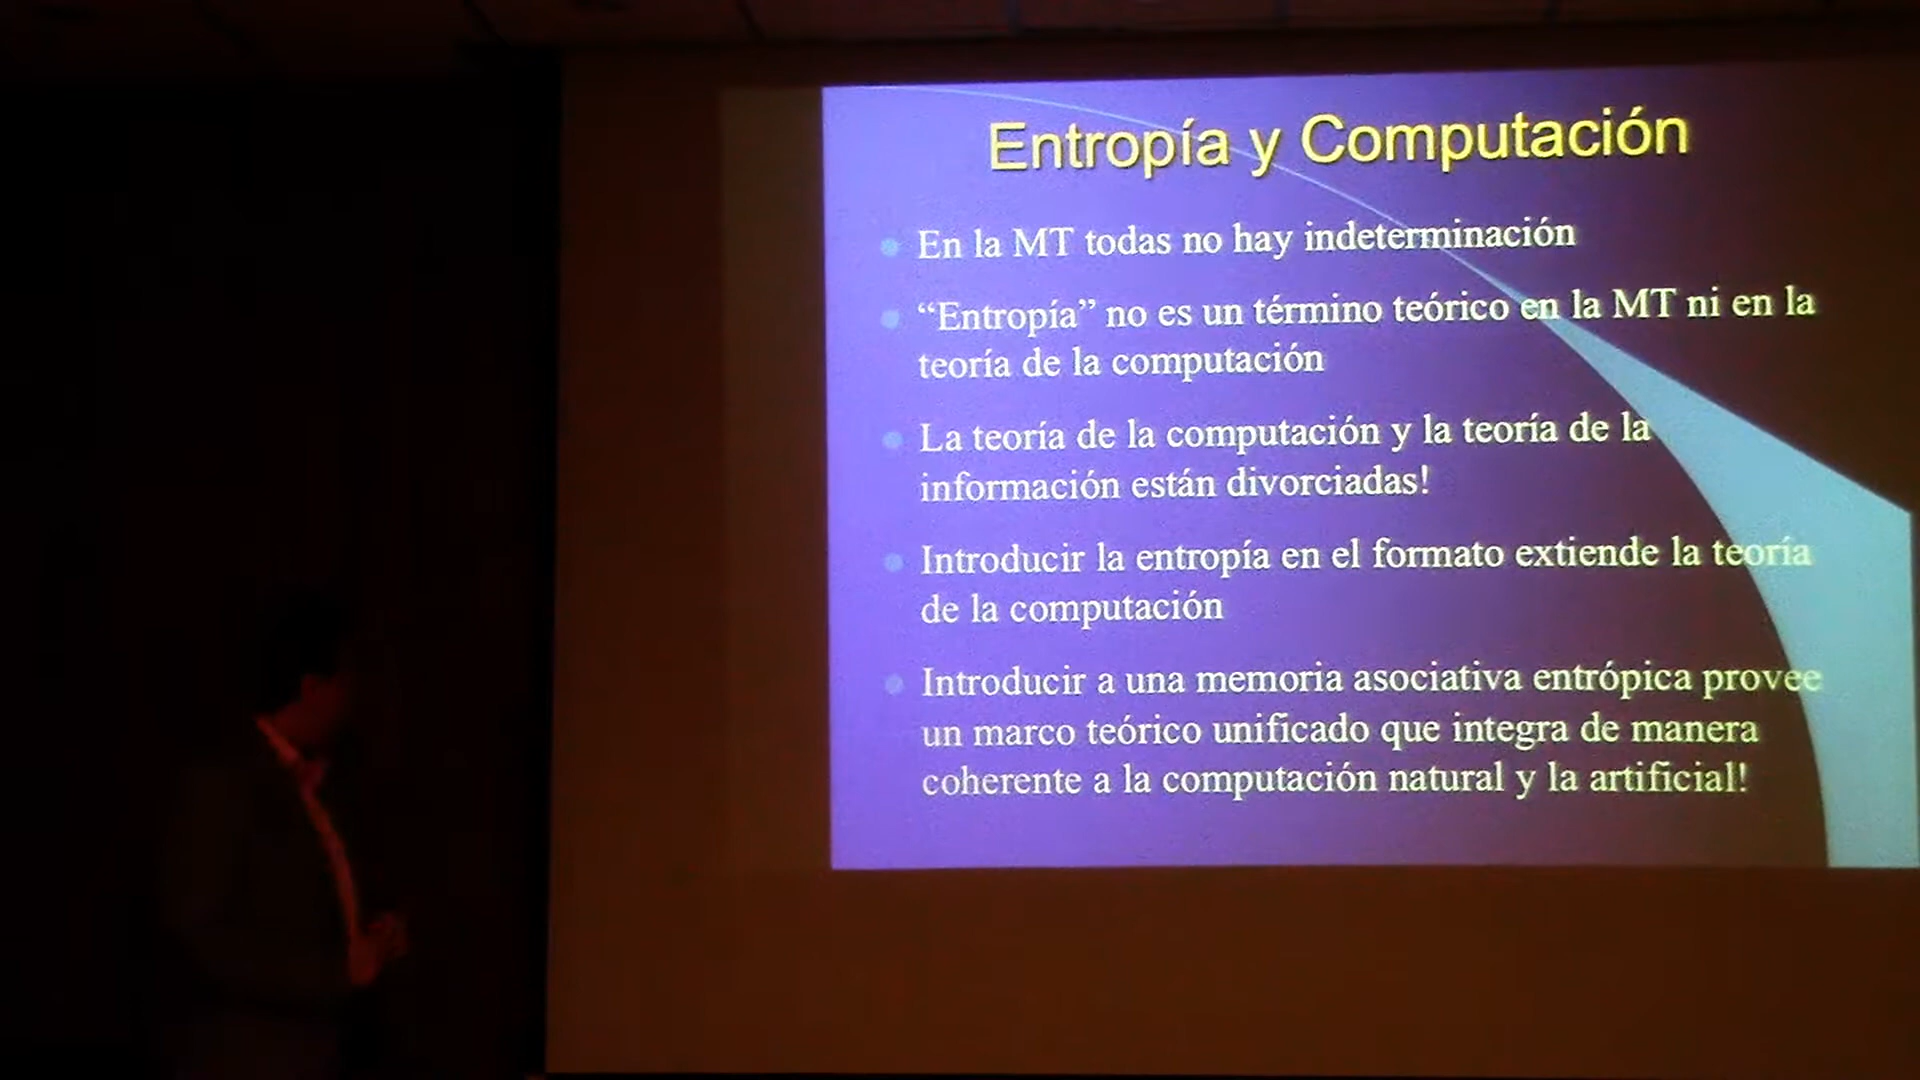 Entropía y Computación
En la MT todas no hay indeterminación
“Entropía” no es un término teórico en la MT ni en la
teoría de la computación
La teoría de la computación y la teoría de la
información están divorciadas!
Introducir la entropía en el formato extiende la teoría
de la computación
Introducir a una memoria asociativa entrópica provee
un marco teórico unificado que integra de manera
coherente a la computación natural y la artificial!